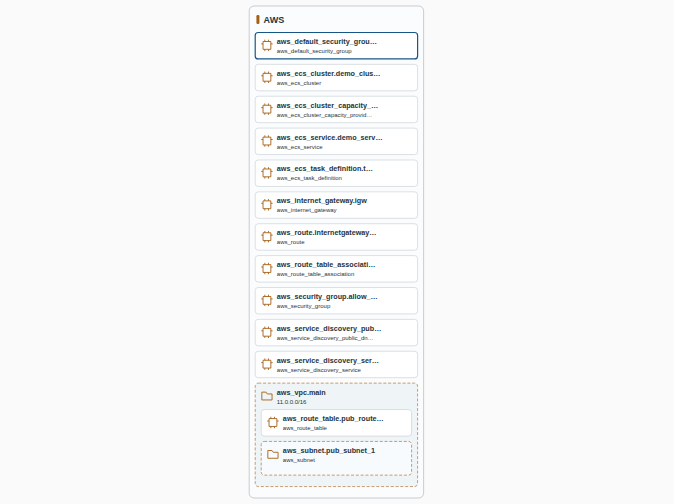 AWS
aws_default_security_grou…
aws_default_security_group
aws_ecs_cluster.demo_clus…
aws_ecs_cluster
aws_ecs_cluster_capacity_…
aws_ecs_cluster_capacity_provid…
aws_ecs_service.demo_serv…
aws_ecs_service
aws_ecs_task_definition.t…
aws_ecs_task_definition
aws_internet_gateway.igw
aws_internet_gateway
aws_route.internetgateway…
aws_route
aws_route_table_associati…
aws_route_table_association
aws_security_group.allow_…
aws_security_group
aws_service_discovery_pub…
aws_service_discovery_public_dn…
aws_service_discovery_ser…
aws_service_discovery_service
aws_vpc.main
11.0.0.0/16
aws_route_table.pub_route…
aws_route_table
aws_subnet.pub_subnet_1
aws_subnet